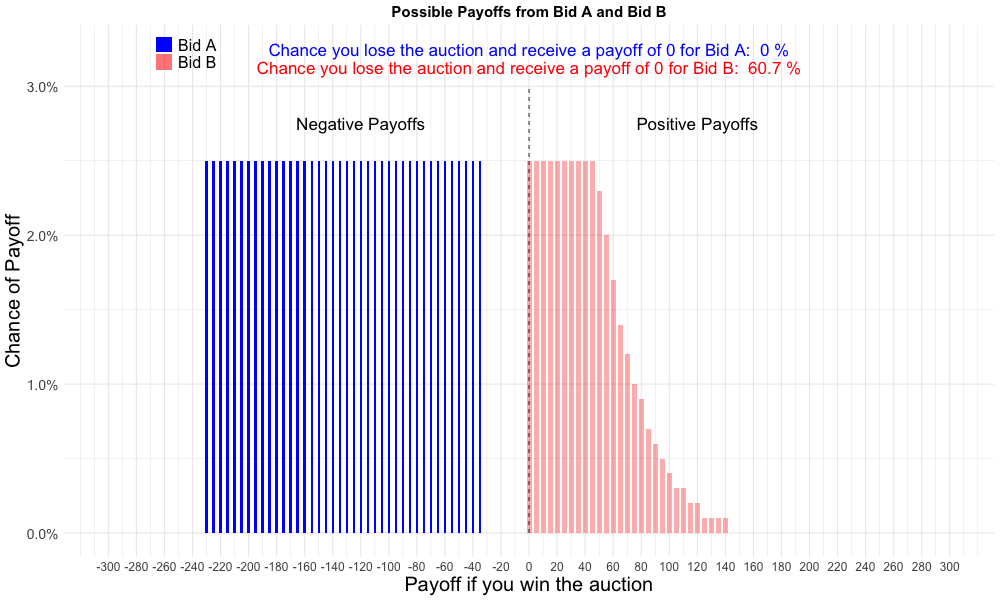 Possible Payoffs from Bid A and Bid B
Bid A
Bid B
Chance you lose the auction and receive a payoff of 0 for Bid A:  0 %
Chance you lose the auction and receive a payoff of 0 for Bid B:  60.7 %
Negative Payoffs
Positive Payoffs
Chance of Payoff
3.0%
2.0%
1.0%
0.0%
-300 -280 -260 -240 -220 -200 -180 -160 -140 -120 -100 -80 -60 -40 -20 0 20 40 60 80 100 120 140 160 180 200 220 240 260 280 300
Payoff if you win the auction